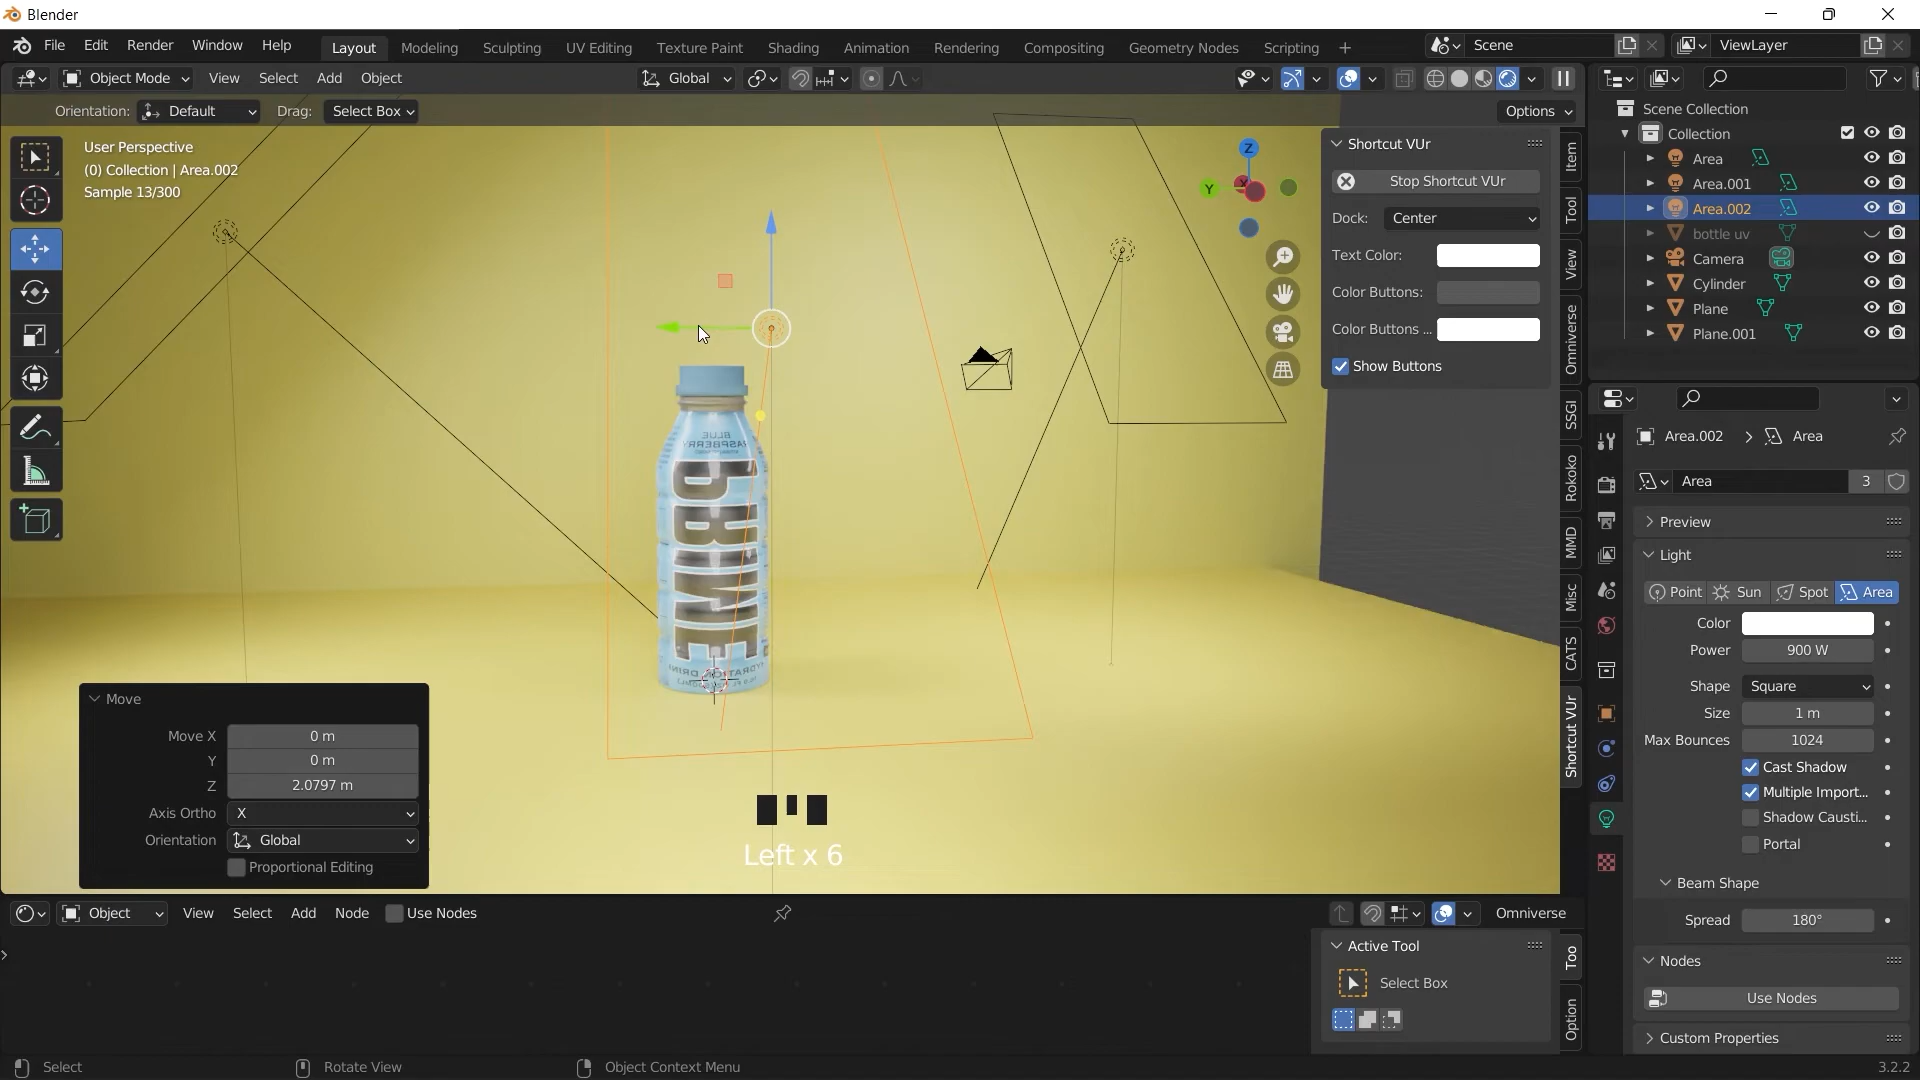 Blender
File Edit Render Window Help Layout Modeling Sculpting UV Editing Texture Paint Shading Animation Rendering Compositing Geometry Nodes Scripting + Scene ViewLayer
Object Mode View Select Add Object Global
Orientation: Default Drag: Select Box Options
User Perspective
(0) Collection | Area.002
Sample 13/300
Z
Y
X
BLUE
RASPBERRY
PRIME
HYDRATION DRINK
Shortcut VUr
Stop Shortcut VUr
Dock: Center
Text Color:
Color Buttons:
Color Buttons ...
Show Buttons
Item
Tool
View
Omniverse
SSGI
Rokoko
MMD
Misc
CATS
Shortcut VUr
Scene Collection
Collection
Area
Area.001
Area.002
bottle uv
Camera
Cylinder
Plane
Plane.001
Area.002 > Area
Area 3
Preview
Light
Point Sun Spot Area
Color
Power 900 W
Shape Square
Size 1 m
Max Bounces 1024
Cast Shadow
Multiple Import...
Shadow Causti...
Portal
Beam Shape
Spread 180°
Nodes
Use Nodes
Custom Properties
Move
Move X 0 m
Y 0 m
Z 2.0797 m
Axis Ortho X
Orientation Global
Proportional Editing
Left x 6
Object View Select Add Node Use Nodes Omniverse
Active Tool
Select Box
Too
Option
Select Rotate View Object Context Menu 3.2.2